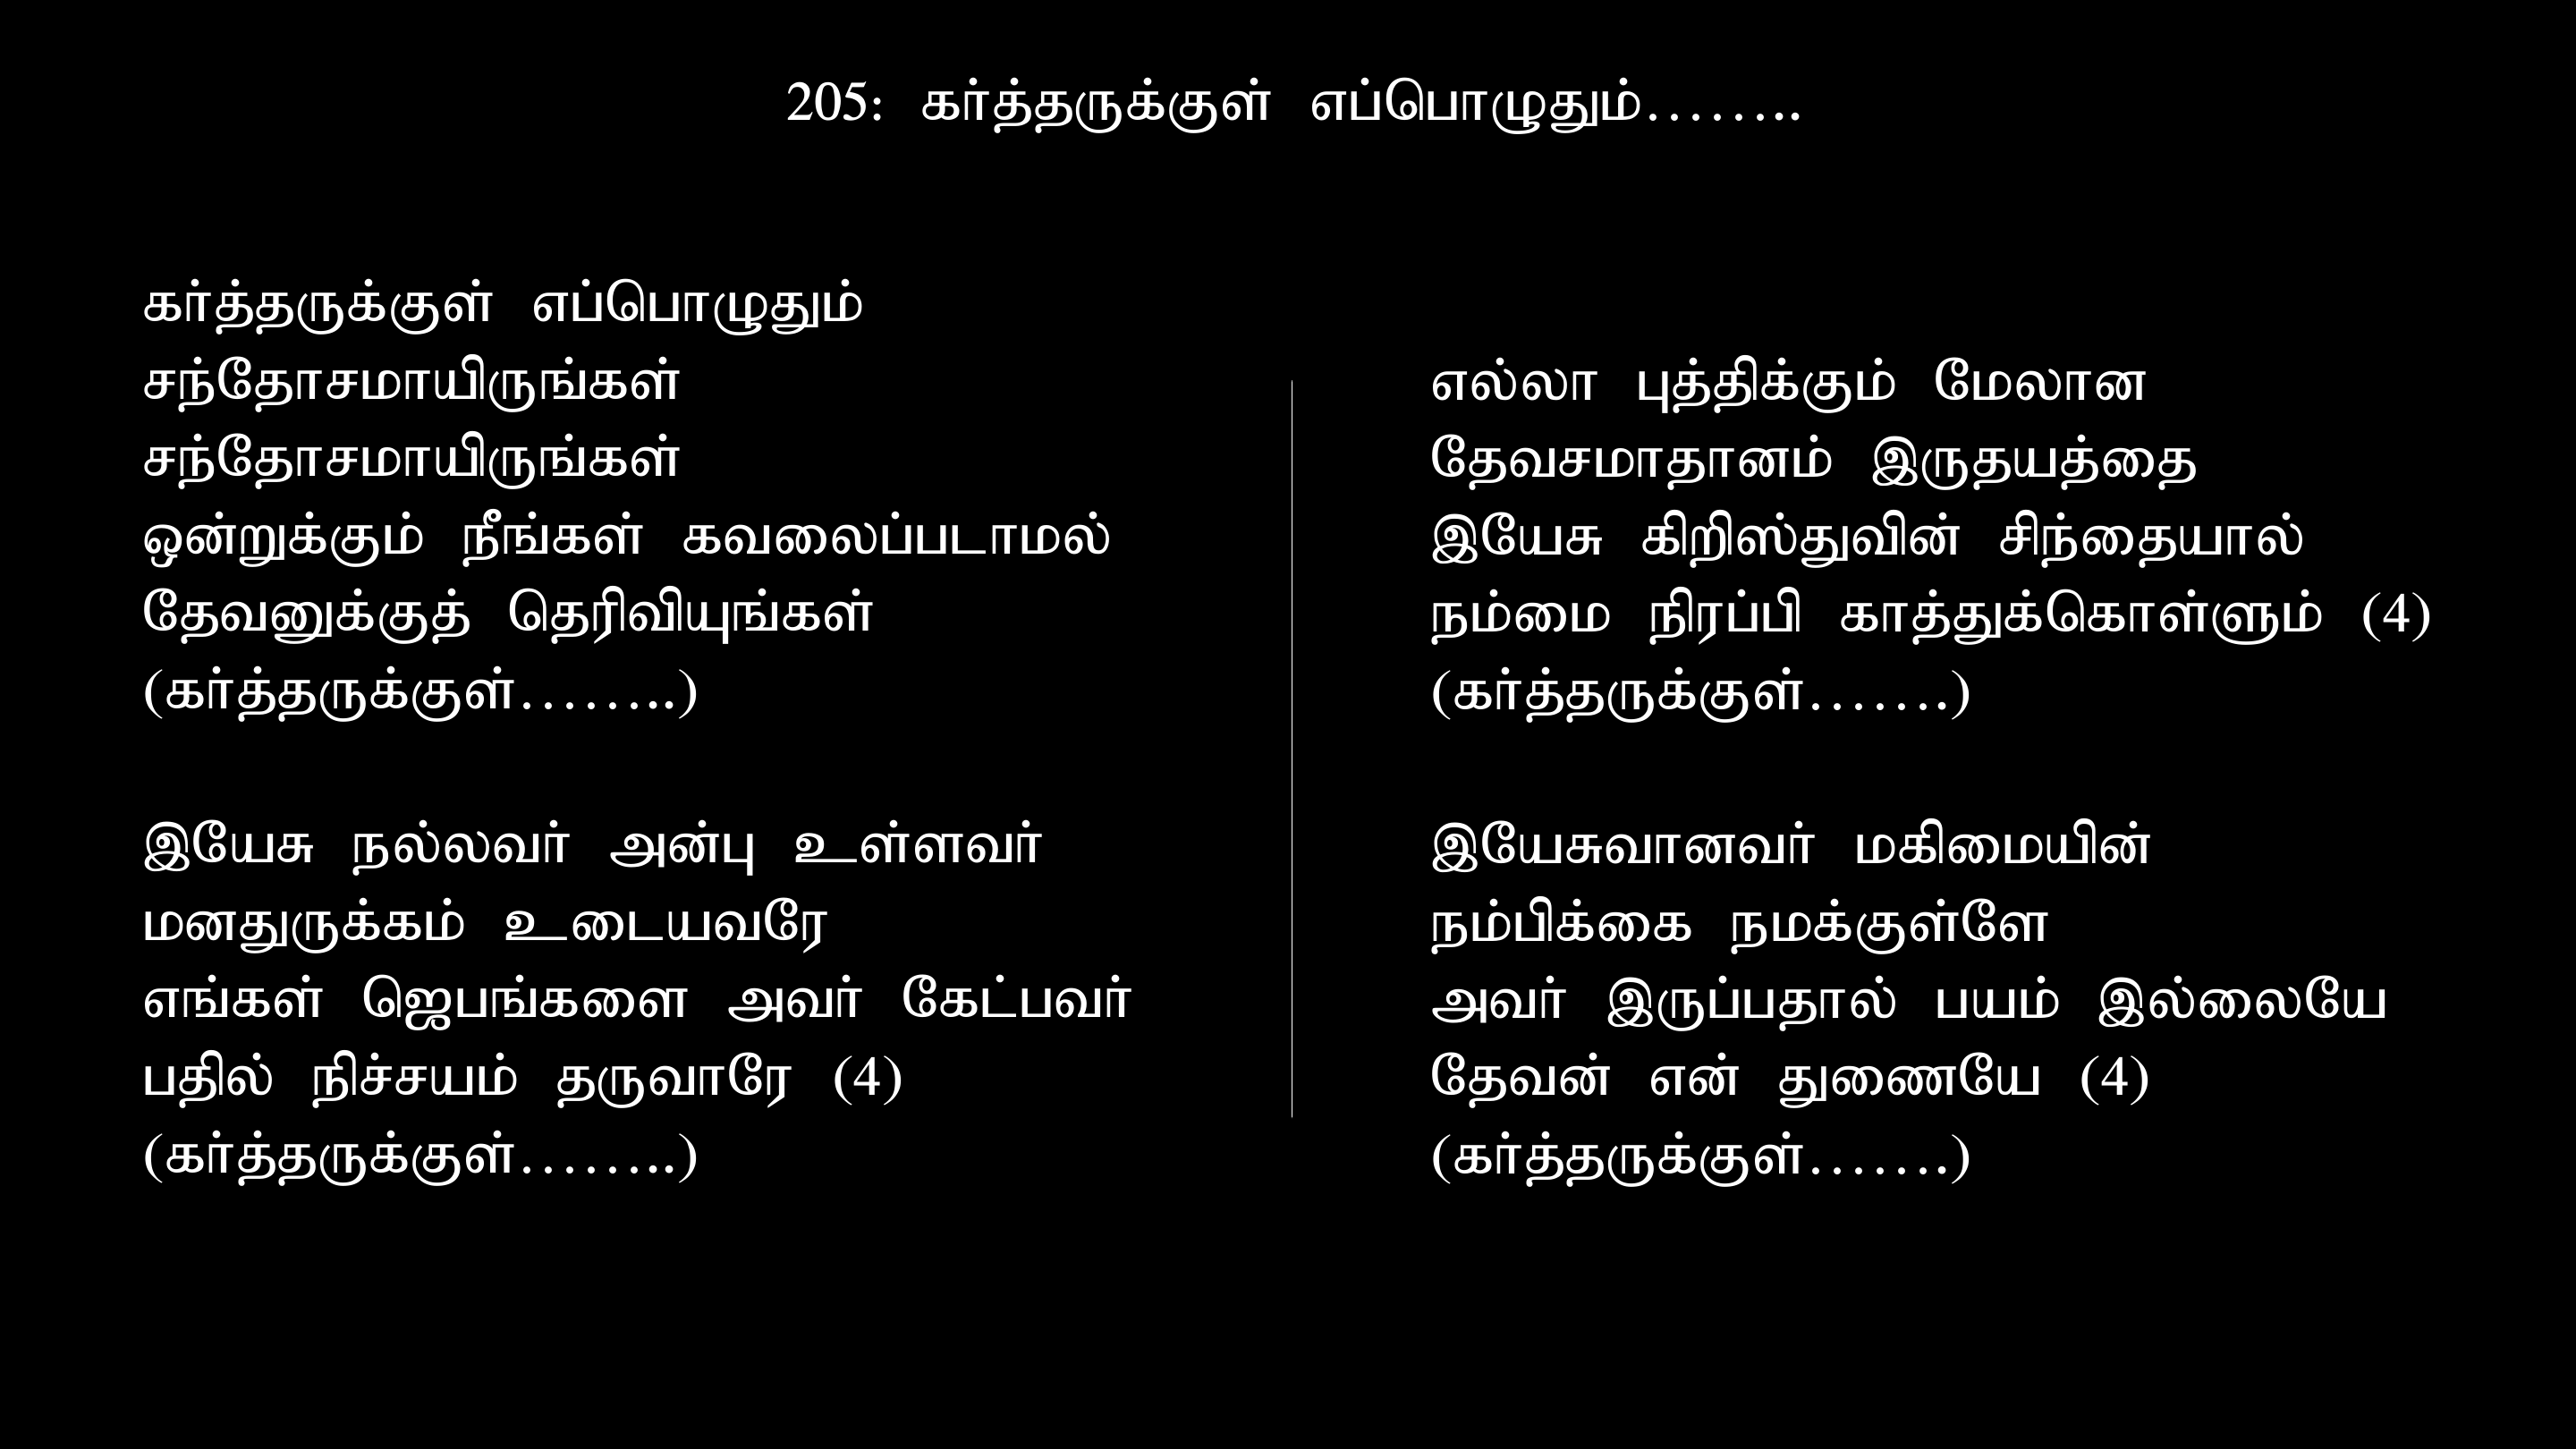 205: கர்த்தருக்குள் எப்பொழுதும்……..
கர்த்தருக்குள் எப்பொழுதும்
சந்தோசமாயிருங்கள்
சந்தோசமாயிருங்கள்
ஒன்றுக்கும் நீங்கள் கவலைப்படாமல்
தேவனுக்குத் தெரிவியுங்கள்
(கர்த்தருக்குள்……..)
இயேசு நல்லவர் அன்பு உள்ளவர்
மனதுருக்கம் உடையவரே
எங்கள் ஜெபங்களை அவர் கேட்பவர்
பதில் நிச்சயம் தருவாரே (4)
(கர்த்தருக்குள்……..)
எல்லா புத்திக்கும் மேலான
தேவசமாதானம் இருதயத்தை
இயேசு கிறிஸ்துவின் சிந்தையால்
நம்மை நிரப்பி காத்துக்கொள்ளும் (4)
(கர்த்தருக்குள்…….)
இயேசுவானவர் மகிமையின்
நம்பிக்கை நமக்குள்ளே
அவர் இருப்பதால் பயம் இல்லையே
தேவன் என் துணையே (4)
(கர்த்தருக்குள்…….)